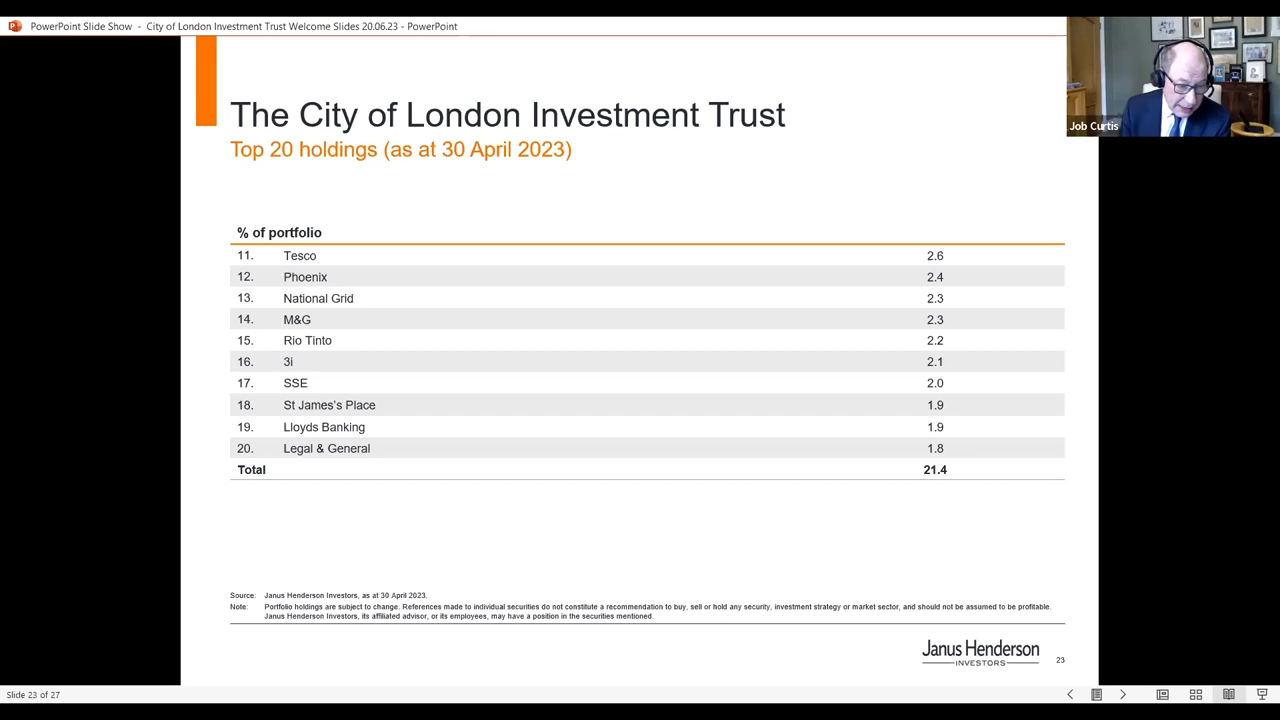 PowerPoint Slide Show - City of London Investment Trust Welcome Slides 20.06.23 - PowerPoint
Job Curtis
The City of London Investment Trust
Top 20 holdings (as at 30 April 2023)
% of portfolio
11. Tesco 2.6
12. Phoenix 2.4
13. National Grid 2.3
14. M&G 2.3
15. Rio Tinto 2.2
16. 3i 2.1
17. SSE 2.0
18. St James's Place 1.9
19. Lloyds Banking 1.9
20. Legal & General 1.8
Total 21.4
Source: Janus Henderson Investors, as at 30 April 2023.
Note: Portfolio holdings are subject to change. References made to individual securities do not constitute a recommendation to buy, sell or hold any security, investment strategy or market sector, and should not be assumed to be profitable.
Janus Henderson Investors, its affiliated advisor, or its employees, may have a position in the securities mentioned.
Janus Henderson
INVESTORS
23
Slide 23 of 27